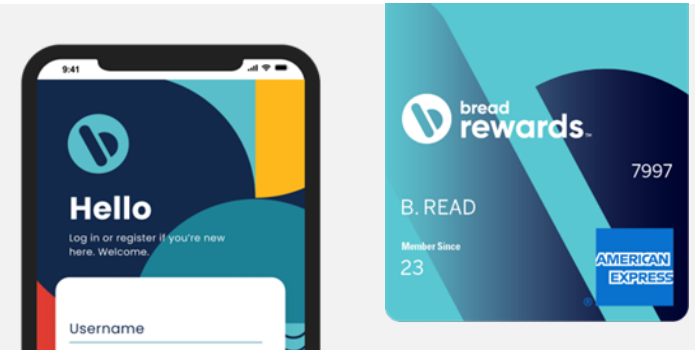 9:41
Hello
Log in or register if you're new
here. Welcome.
Username
bread
rewards™
7997
B. READ
Member Since
23
AMERICAN
EXPRESS
®